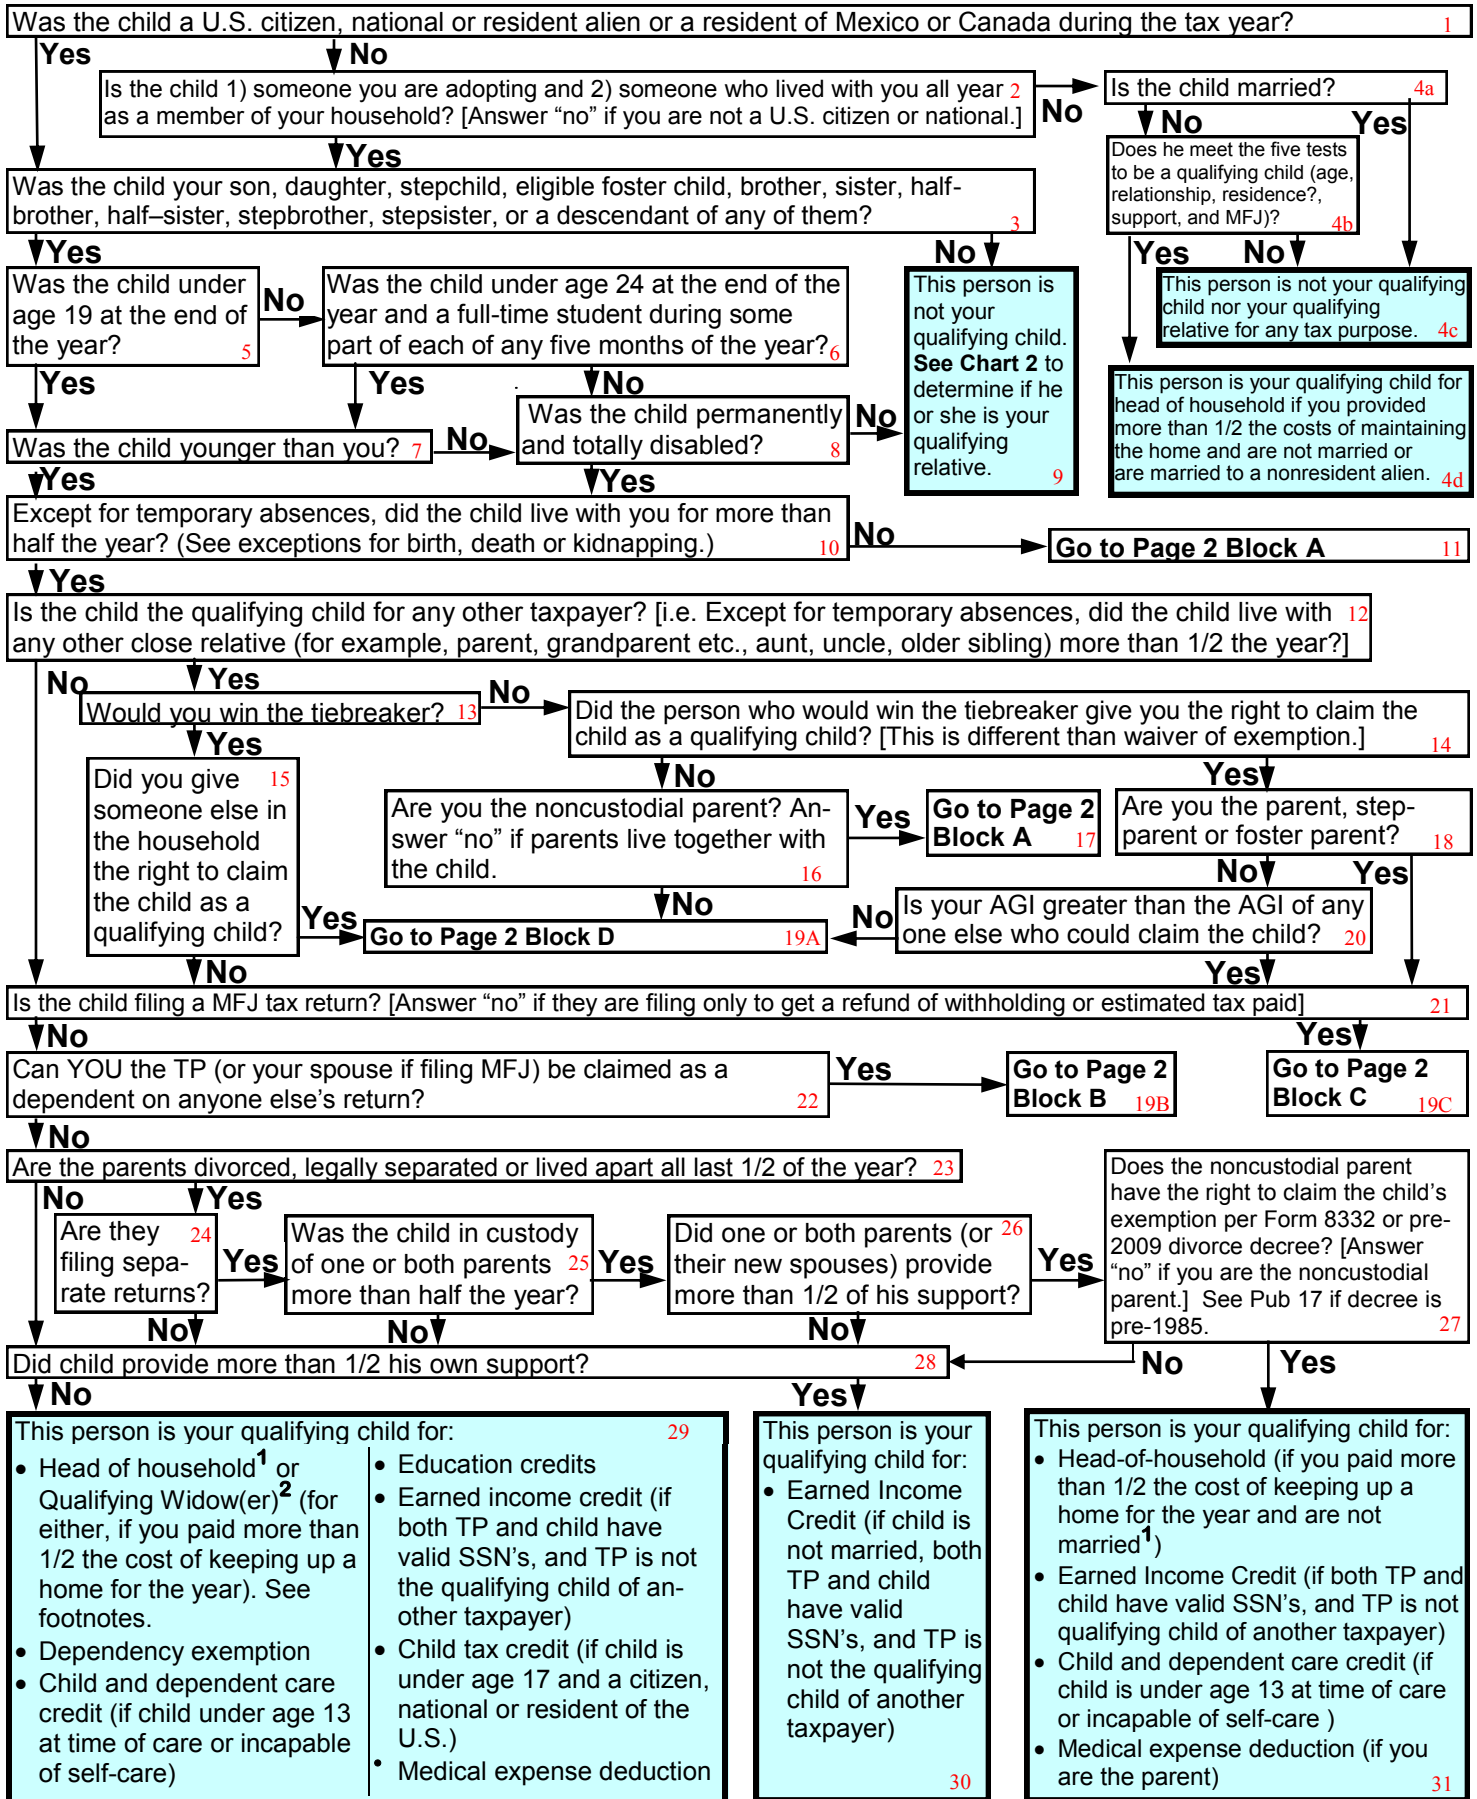 Was the child a U.S. citizen, national or resident alien or a resident of Mexico or Canada during the tax year? 1
Yes
No
Is the child 1) someone you are adopting and 2) someone who lived with you all year 2
as a member of your household? [Answer “no” if you are not a U.S. citizen or national.]
No
Is the child married? 4a
No
Yes
Does he meet the five tests
to be a qualifying child (age,
relationship, residence?,
support, and MFJ)? 4b
Yes
Was the child your son, daughter, stepchild, eligible foster child, brother, sister, half-
brother, half–sister, stepbrother, stepsister, or a descendant of any of them? 3
Yes
No
Yes
No
This person is not your qualifying
child nor your qualifying
relative for any tax purpose. 4c
This person is your qualifying child for
head of household if you provided
more than 1/2 the costs of maintaining
the home and are not married or
are married to a nonresident alien. 4d
Was the child under
age 19 at the end of
the year? 5
No
Was the child under age 24 at the end of the
year and a full-time student during some
part of each of any five months of the year? 6
This person is
not your
qualifying child.
See Chart 2 to
determine if he
or she is your
qualifying
relative. 9
Yes
Yes
No
Was the child younger than you? 7
No
Was the child permanently
and totally disabled? 8
No
Yes
Yes
Except for temporary absences, did the child live with you for more than
half the year? (See exceptions for birth, death or kidnapping.) 10
No
Go to Page 2 Block A 11
Yes
Is the child the qualifying child for any other taxpayer? [i.e. Except for temporary absences, did the child live with 12
any other close relative (for example, parent, grandparent etc., aunt, uncle, older sibling) more than 1/2 the year?]
No
Yes
Would you win the tiebreaker? 13
No
Did the person who would win the tiebreaker give you the right to claim the
child as a qualifying child? [This is different than waiver of exemption.] 14
Yes
No
Yes
Did you give 15
someone else in
the household
the right to claim
the child as a
qualifying child?
Are you the noncustodial parent? An-
swer “no” if parents live together with
the child. 16
Yes
Go to Page 2
Block A 17
Are you the parent, step-
parent or foster parent? 18
No
No
Yes
Yes
Go to Page 2 Block D 19A
No
Is your AGI greater than the AGI of any
one else who could claim the child? 20
No
Yes
Is the child filing a MFJ tax return? [Answer “no” if they are filing only to get a refund of withholding or estimated tax paid] 21
No
Yes
Can YOU the TP (or your spouse if filing MFJ) be claimed as a
dependent on anyone else’s return? 22
Yes
Go to Page 2
Block B 19B
Go to Page 2
Block C 19C
No
Are the parents divorced, legally separated or lived apart all last 1/2 of the year? 23
No
Yes
Are they 24
filing sepa-
rate returns?
Yes
Was the child in custody
of one or both parents 25
more than half the year?
Yes
Did one or both parents (or 26
their new spouses) provide
more than 1/2 of his support?
Yes
Does the noncustodial parent
have the right to claim the child’s
exemption per Form 8332 or pre-
2009 divorce decree? [Answer
“no” if you are the noncustodial
parent.] See Pub 17 if decree is
pre-1985. 27
No
No
No
Did child provide more than 1/2 his own support? 28
No
Yes
No
Yes
This person is your qualifying child for: 29
• Head of household1 or
Qualifying Widow(er)2 (for
either, if you paid more than
1/2 the cost of keeping up a
home for the year). See
footnotes.
• Dependency exemption
• Child and dependent care
credit (if child under age 13
at time of care or incapable
of self-care)
• Education credits
• Earned income credit (if
both TP and child have
valid SSN’s, and TP is not
the qualifying child of an-
other taxpayer)
• Child tax credit (if child is
under age 17 and a citizen,
national or resident of the
U.S.)
• Medical expense deduction
This person is your
qualifying child for:
• Earned Income
Credit (if child is
not married, both
TP and child
have valid
SSN’s, and TP is
not the qualifying
child of another
taxpayer)
30
This person is your qualifying child for:
• Head-of-household (if you paid more
than 1/2 the cost of keeping up a
home for the year and are not
married1)
• Earned Income Credit (if both TP and
child have valid SSN’s, and TP is not
qualifying child of another taxpayer)
• Child and dependent care credit (if
child is under age 13 at time of care
or incapable of self-care )
• Medical expense deduction (if you
are the parent) 31